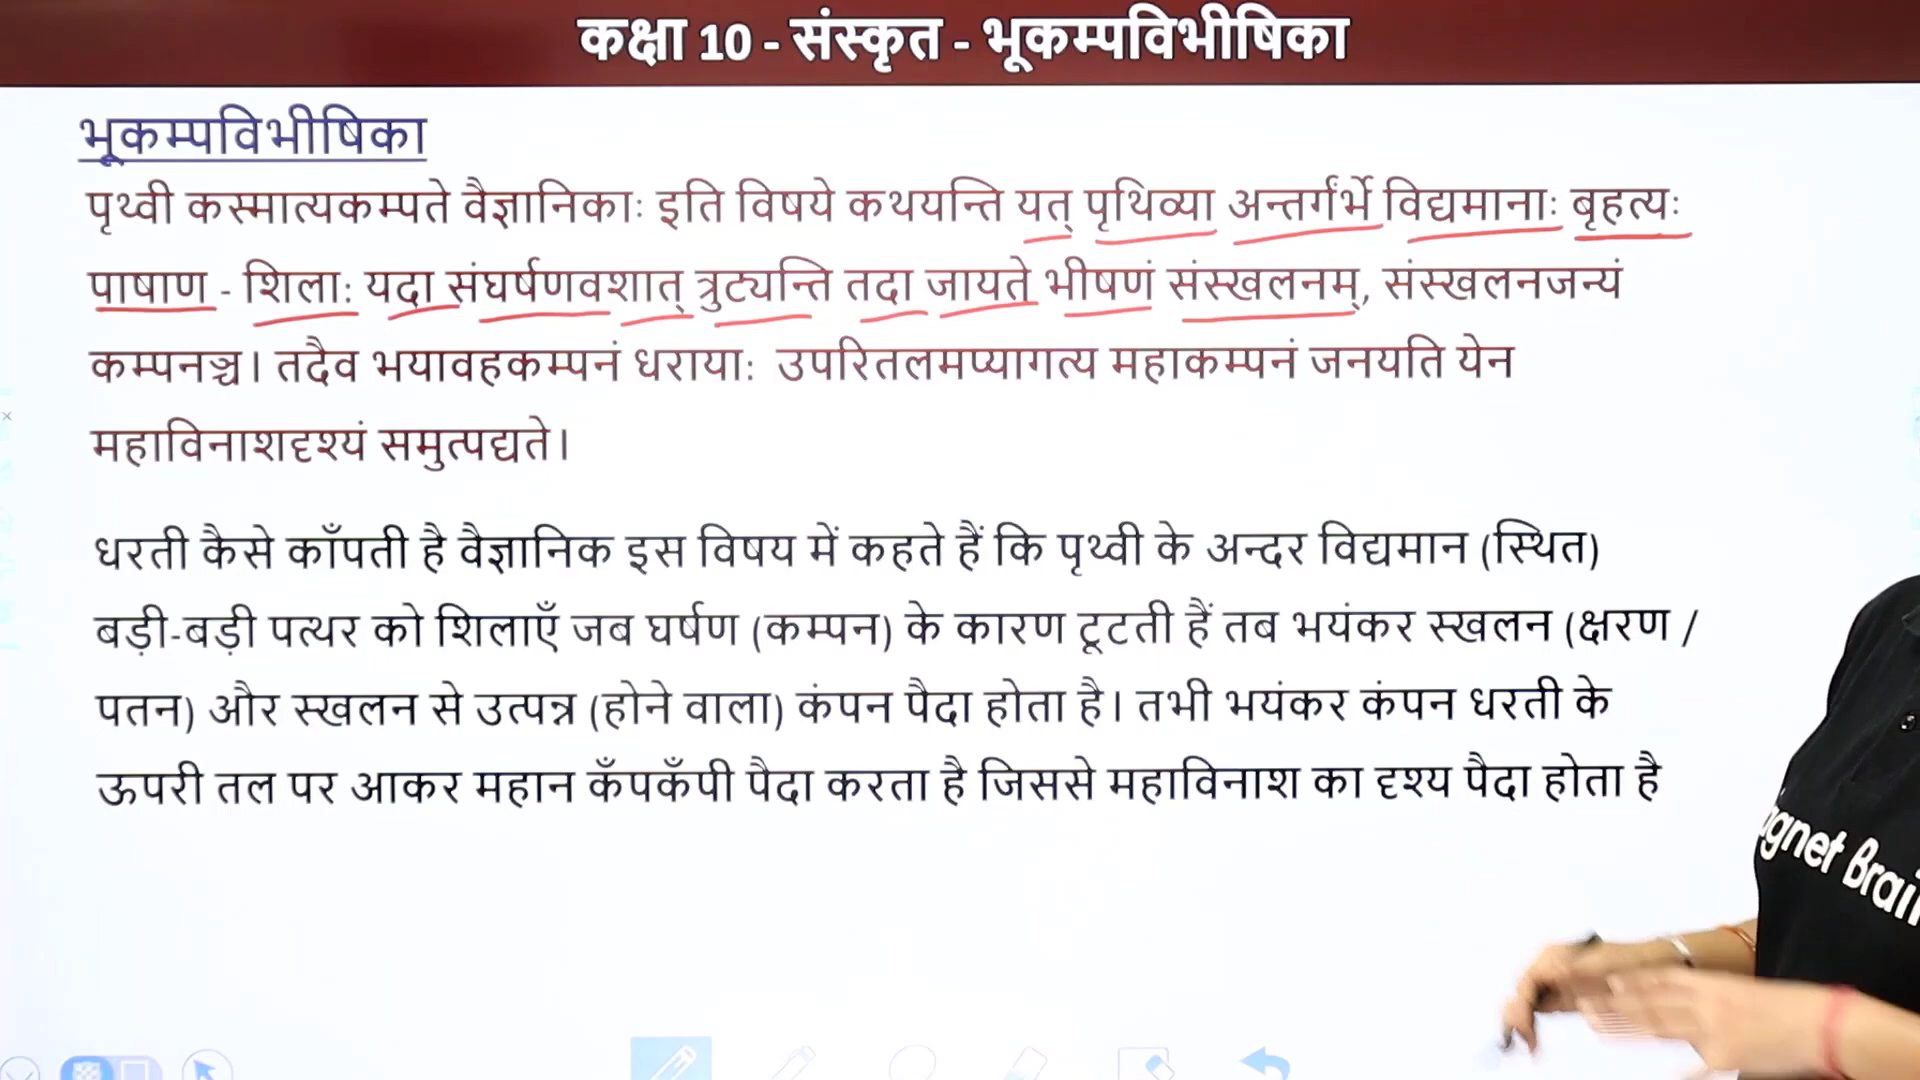 कक्षा 10 - संस्कृत - भूकम्पविभीषिका
भूकम्पविभीषिका
पृथ्वी कस्मात्यकम्पते वैज्ञानिकाः इति विषये कथयन्ति यत् पृथिव्या अन्तर्गंर्भे विद्यमानाः बृहत्यः
पाषाण - शिलाः यदा संघर्षणवशात् त्रुट्यन्ति तदा जायते भीषणं संस्खलनम्, संस्खलनजन्यं
कम्पनञ्च। तदैव भयावहकम्पनं धरायाः उपरितलमप्यागत्य महाकम्पनं जनयति येन
महाविनाशदृश्यं समुत्पद्यते।
धरती कैसे काँपती है वैज्ञानिक इस विषय में कहते हैं कि पृथ्वी के अन्दर विद्यमान (स्थित)
बड़ी-बड़ी पत्थर को शिलाएँ जब घर्षण (कम्पन) के कारण टूटती हैं तब भयंकर स्खलन (क्षरण /
पतन) और स्खलन से उत्पन्न (होने वाला) कंपन पैदा होता है। तभी भयंकर कंपन धरती के
ऊपरी तल पर आकर महान कँपकँपी पैदा करता है जिससे महाविनाश का दृश्य पैदा होता है
agnet Brai